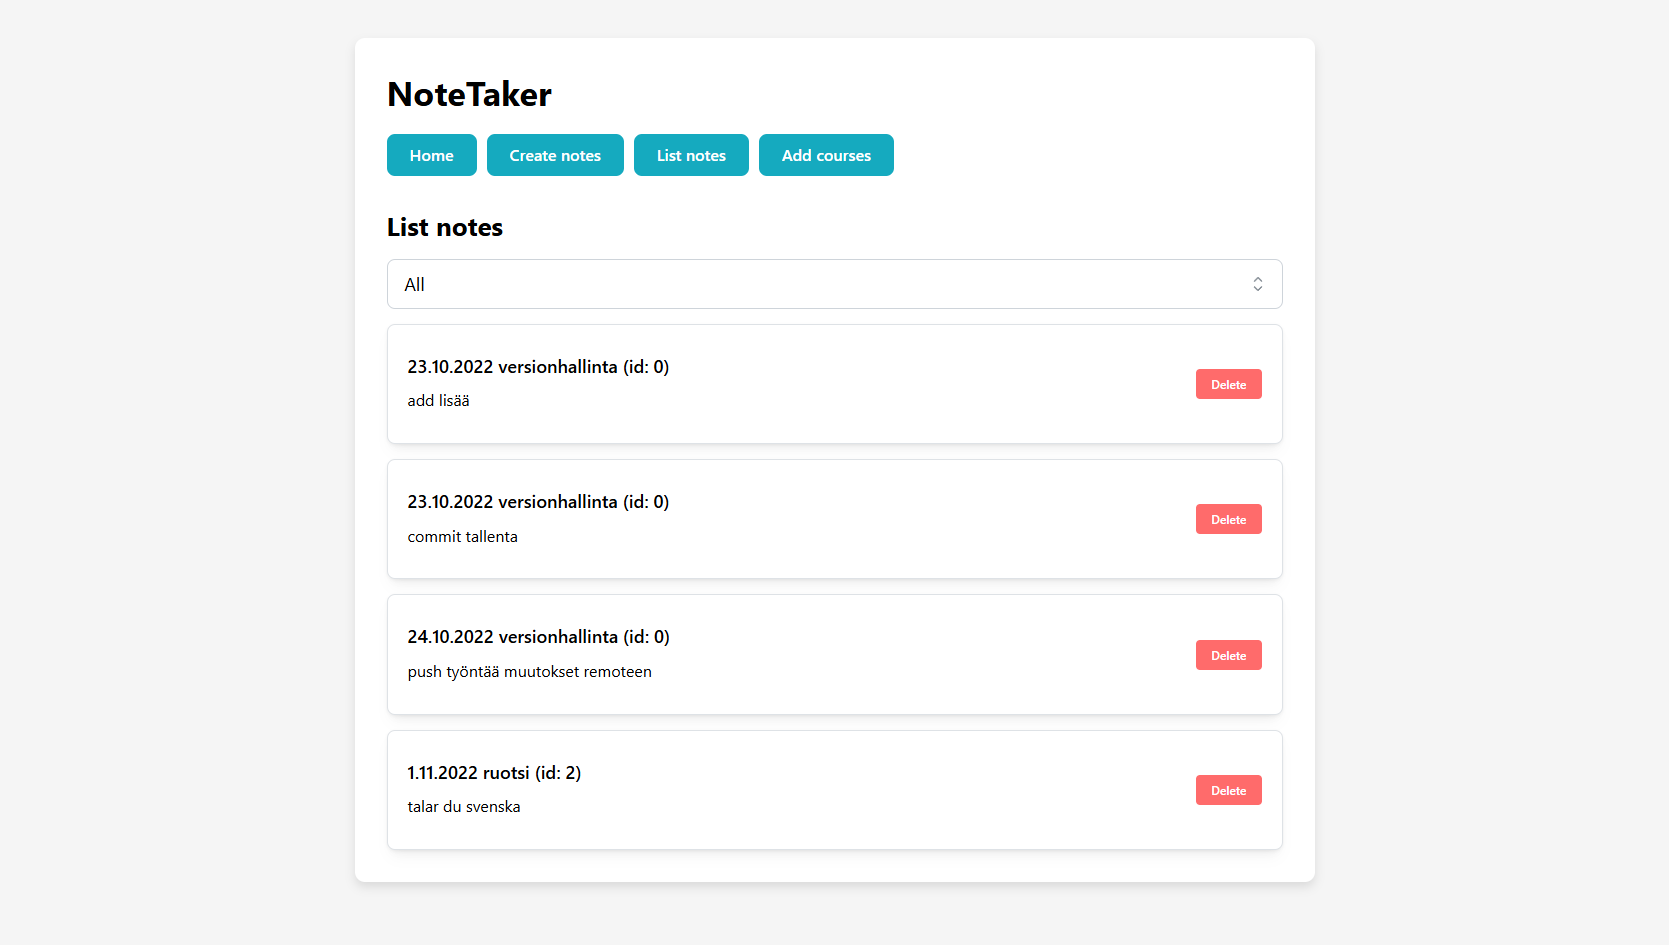 NoteTaker
Home Create notes List notes Add courses
List notes
All
23.10.2022 versionhallinta (id: 0)
add lisää
Delete
23.10.2022 versionhallinta (id: 0)
commit tallenta
Delete
24.10.2022 versionhallinta (id: 0)
push työntää muutokset remoteen
Delete
1.11.2022 ruotsi (id: 2)
talar du svenska
Delete